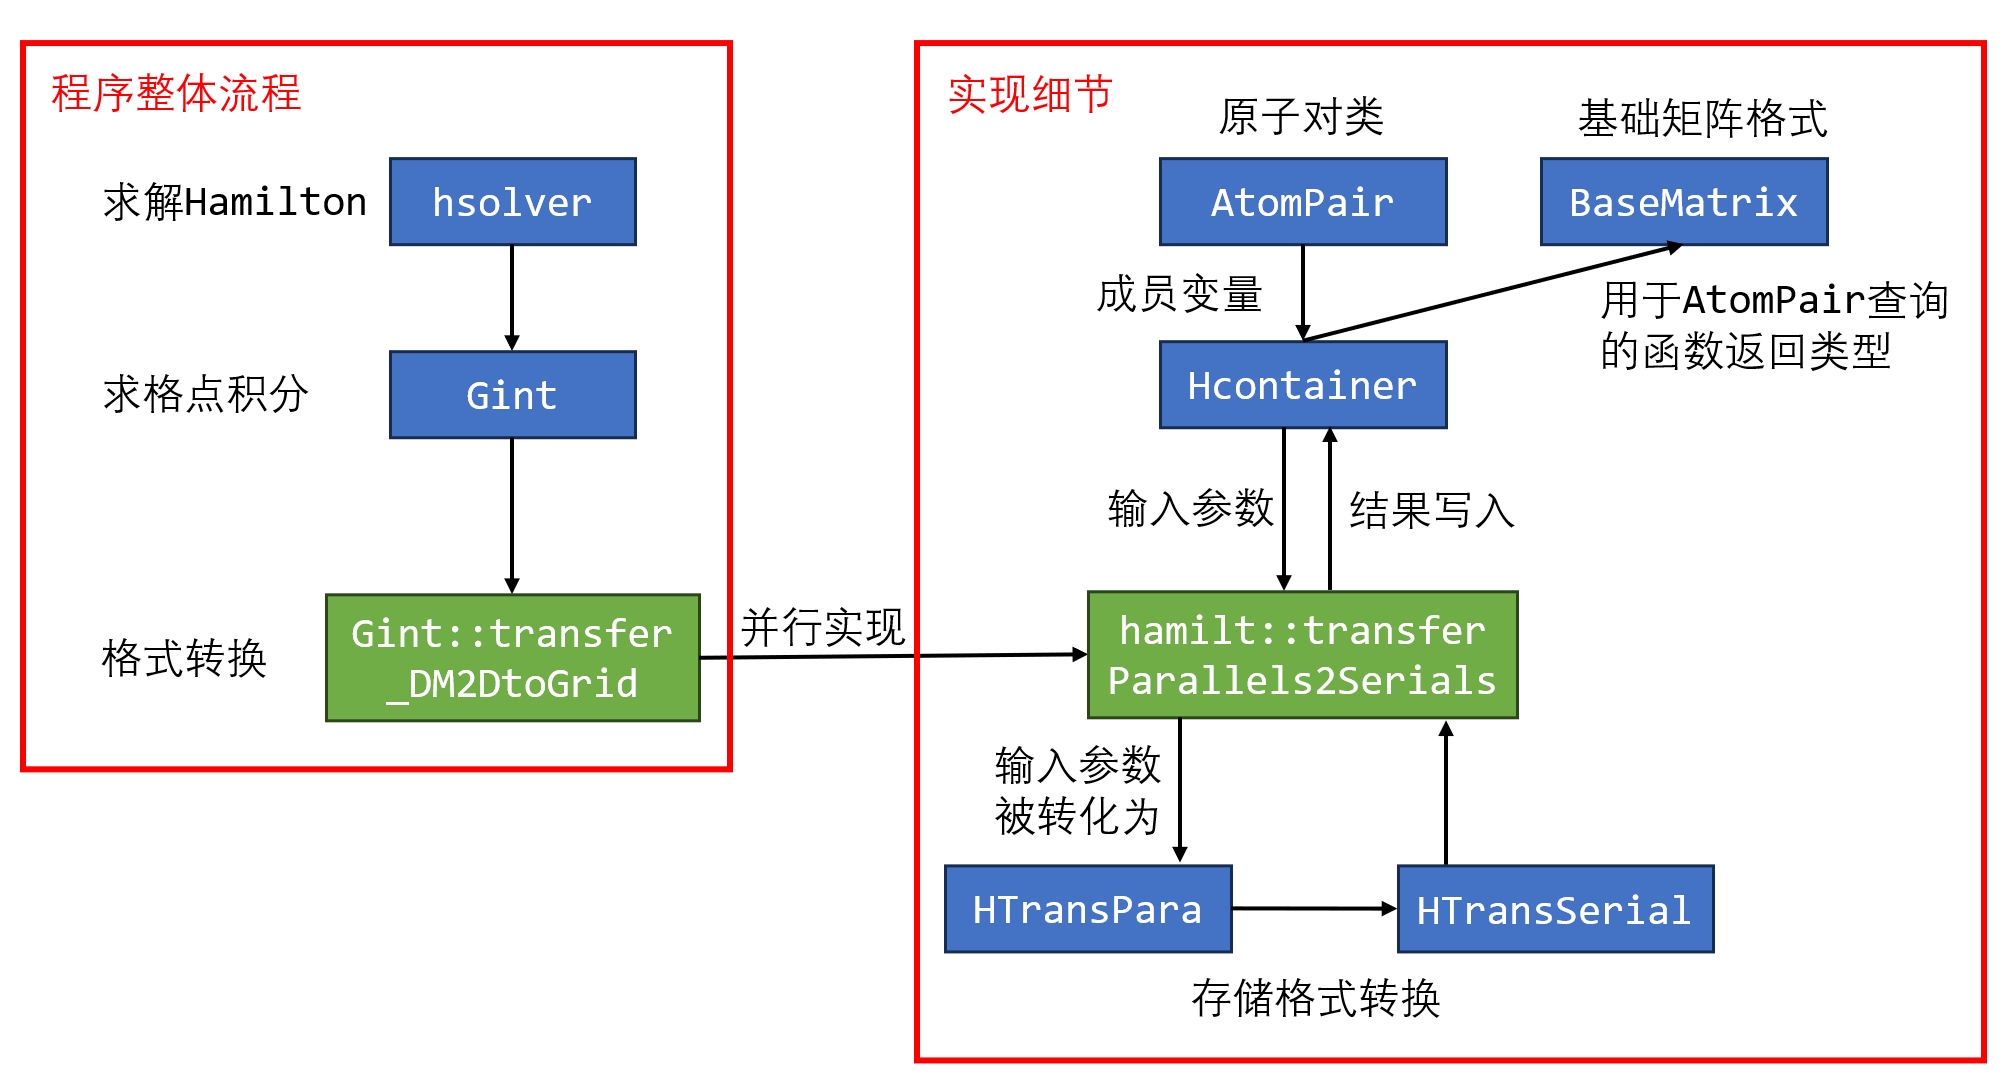 程序整体流程
求解Hamilton
hsolver
求格点积分
Gint
格式转换
Gint::transfer
_DM2DtoGrid
并行实现
实现细节
原子对类
基础矩阵格式
AtomPair
BaseMatrix
成员变量
用于AtomPair查询
的函数返回类型
Hcontainer
输入参数
结果写入
hamilt::transfer
Parallels2Serials
输入参数
被转化为
HTransPara
HTransSerial
存储格式转换